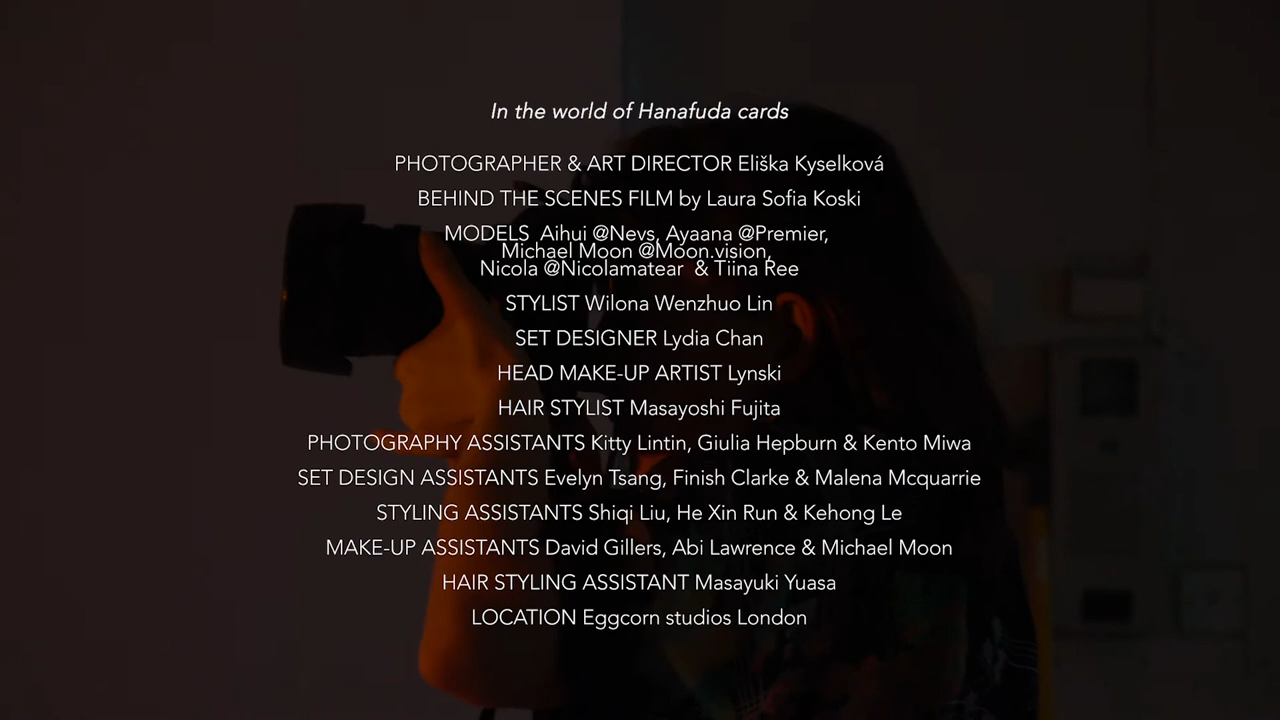 In the world of Hanafuda cards
PHOTOGRAPHER & ART DIRECTOR Eliška Kyselková
BEHIND THE SCENES FILM by Laura Sofia Koski
MODELS  Aihui @Nevs, Ayaana @Premier,
Michael Moon @Moon.vision,
Nicola @Nicolamatear  & Tiina Ree
STYLIST Wilona Wenzhuo Lin
SET DESIGNER Lydia Chan
HEAD MAKE-UP ARTIST Lynski
HAIR STYLIST Masayoshi Fujita
PHOTOGRAPHY ASSISTANTS Kitty Lintin, Giulia Hepburn & Kento Miwa
SET DESIGN ASSISTANTS Evelyn Tsang, Finish Clarke & Malena Mcquarrie
STYLING ASSISTANTS Shiqi Liu, He Xin Run & Kehong Le
MAKE-UP ASSISTANTS David Gillers, Abi Lawrence & Michael Moon
HAIR STYLING ASSISTANT Masayuki Yuasa
LOCATION Eggcorn studios London